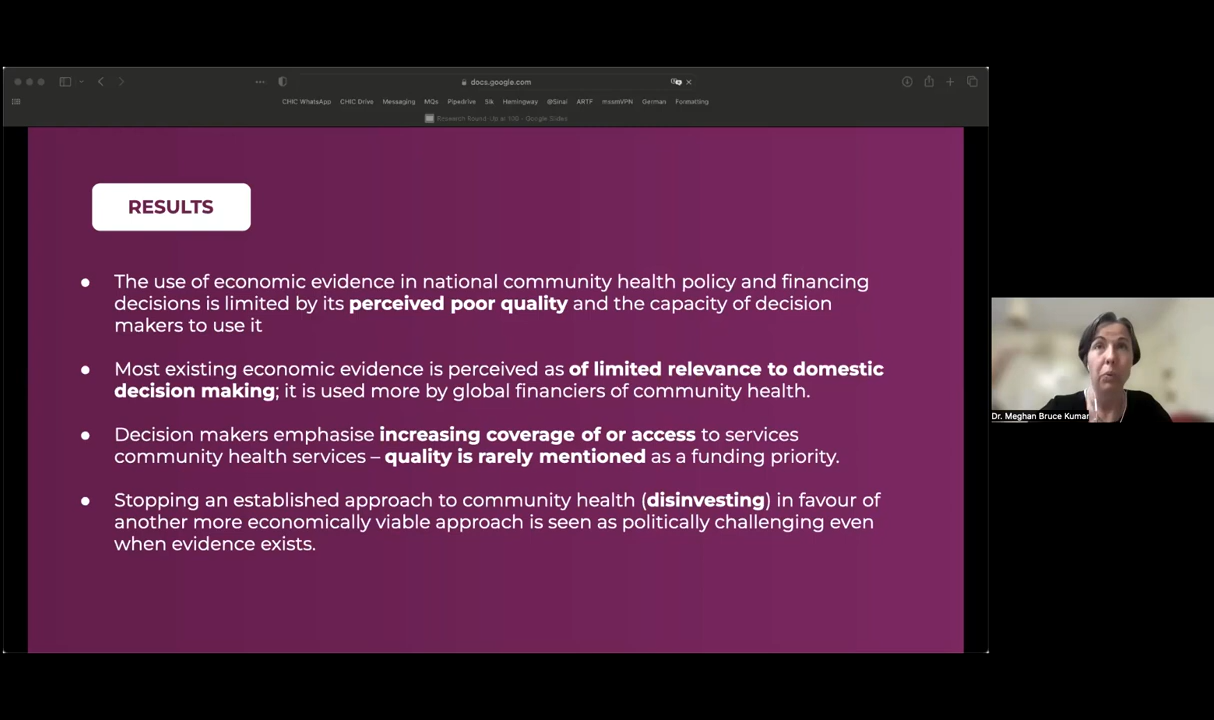 docs.google.com
CHIC WhatsApp CHIC Drive Messaging MQs Pipedrive Slk Hemingway @Sinai ARTF mssmVPN German Formatting
Google Slides
RESULTS
● The use of economic evidence in national community health policy and financing
decisions is limited by its perceived poor quality and the capacity of decision
makers to use it
● Most existing economic evidence is perceived as of limited relevance to domestic
decision making; it is used more by global financiers of community health.
● Decision makers emphasise increasing coverage of or access to services
community health services – quality is rarely mentioned as a funding priority.
● Stopping an established approach to community health (disinvesting) in favour of
another more economically viable approach is seen as politically challenging even
when evidence exists.
Dr. Meghan Bruce Kumar